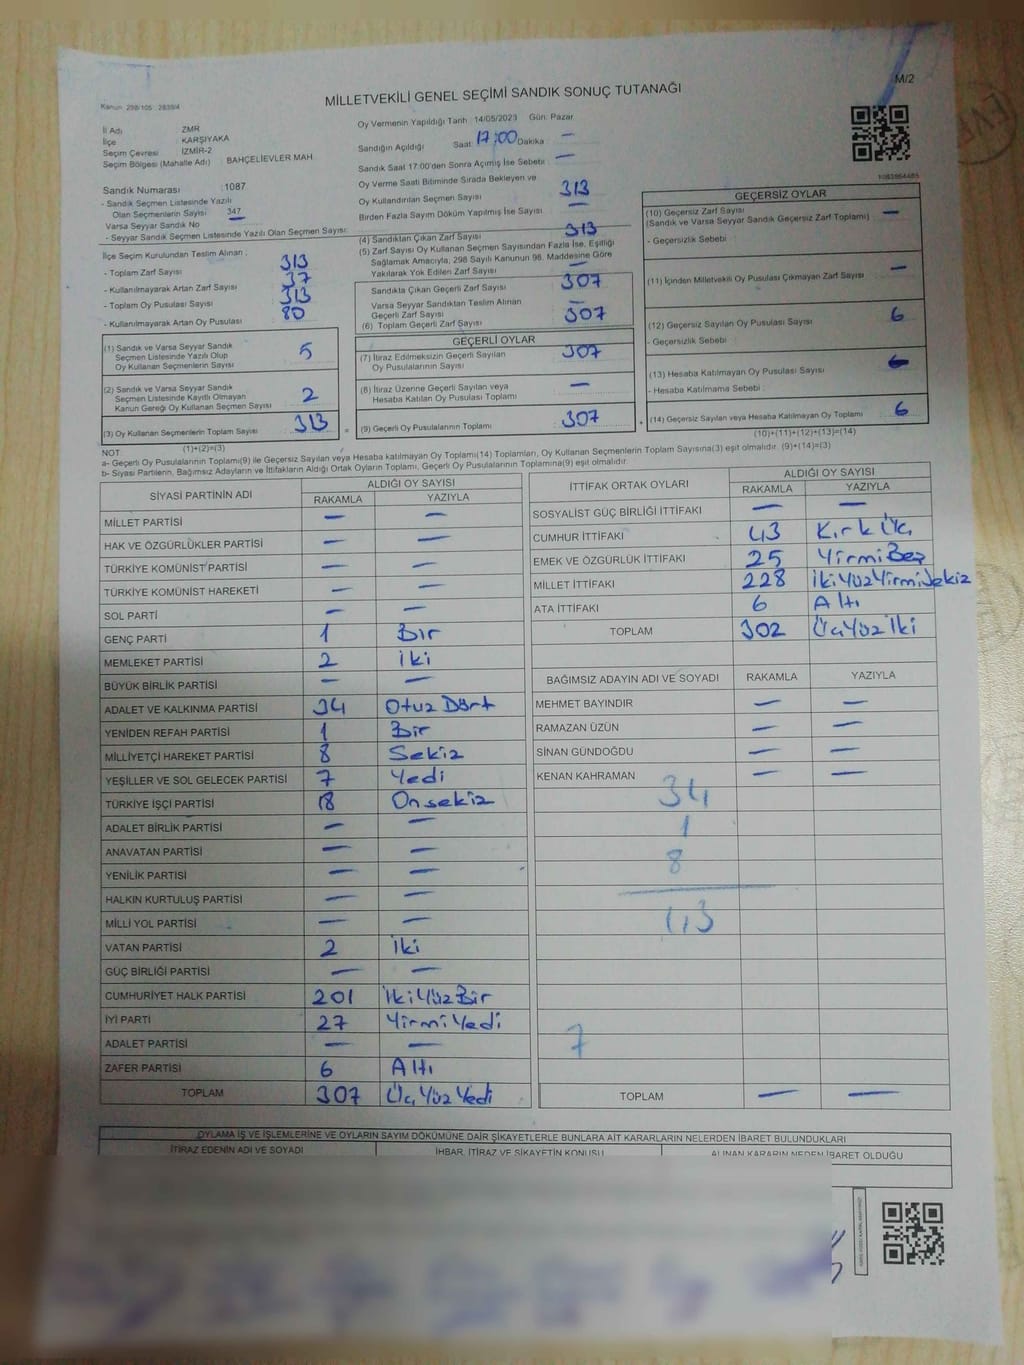 M/2
Kanun: 298/105 : 2839/4
MİLLETVEKİLİ GENEL SEÇİMİ SANDIK SONUÇ TUTANAĞI
İl Adı ZMR
İlçe KARŞIYAKA
Seçim Çevresi İZMİR-2
Seçim Bölgesi (Mahalle Adı) : BAHÇELİEVLER MAH
Sandık Numarası :1087
- Sandık Seçmen Listesinde Yazılı
Olan Seçmenlerin Sayısı 347
Varsa Seyyar Sandık No —
- Seyyar Sandık Seçmen Listesinde Yazılı Olan Seçmen Sayısı:
Oy Vermenin Yapıldığı Tarih : 14/05/2023 Gün: Pazar
Sandığın Açıldığı Saat: 17:00 Dakika : —
Sandık Saat 17:00'den Sonra Açılmış İse Sebebi : —
Oy Verme Saati Bitiminde Sırada Bekleyen ve
Oy Kullandırılan Seçmen Sayısı 313
Birden Fazla Sayım Döküm Yapılmış İse Sayısı —
1083864485
İlçe Seçim Kurulundan Teslim Alınan :
- Toplam Zarf Sayısı 313
- Kullanılmayarak Artan Zarf Sayısı 37
- Toplam Oy Pusulası Sayısı 313
- Kullanılmayarak Artan Oy Pusulası 80
(1) Sandık ve Varsa Seyyar Sandık
Seçmen Listesinde Yazılı Olup
Oy Kullanan Seçmenlerin Sayısı 5
(2) Sandık ve Varsa Seyyar Sandık
Seçmen Listesinde Kayıtlı Olmayan
Kanun Gereği Oy Kullanan Seçmen Sayısı 2
(3) Oy Kullanan Seçmenlerin Toplam Sayısı 313
(1)+(2)=(3)
(4) Sandıktan Çıkan Zarf Sayısı 313
(5) Zarf Sayısı Oy Kullanan Seçmen Sayısından Fazla İse, Eşitliği
Sağlamak Amacıyla, 298 Sayılı Kanunun 98. Maddesine Göre
Yakılarak Yok Edilen Zarf Sayısı —
Sandıkta Çıkan Geçerli Zarf Sayısı 307
Varsa Seyyar Sandıktan Teslim Alınan
Geçerli Zarf Sayısı —
(6) Toplam Geçerli Zarf Sayısı 307
GEÇERLİ OYLAR
(7) İtiraz Edilmeksizin Geçerli Sayılan
Oy Pusulalarının Sayısı 307
(8) İtiraz Üzerine Geçerli Sayılan veya
Hesaba Katılan Oy Pusulası Toplamı —
= (9) Geçerli Oy Pusulalarının Toplamı 307 +
GEÇERSİZ OYLAR
(10) Geçersiz Zarf Sayısı
(Sandık ve Varsa Seyyar Sandık Geçersiz Zarf Toplamı) —
- Geçersizlik Sebebi :
(11) İçinden Milletvekili Oy Pusulası Çıkmayan Zarf Sayısı —
(12) Geçersiz Sayılan Oy Pusulası Sayısı 6
- Geçersizlik Sebebi :
(13) Hesaba Katılmayan Oy Pusulası Sayısı
- Hesaba Katılmama Sebebi :
(14) Geçersiz Sayılan veya Hesaba Katılmayan Oy Toplamı 6
(10)+(11)+(12)+(13)=(14)
NOT
a- Geçerli Oy Pusulalarının Toplamı(9) ile Geçersiz Sayılan veya Hesaba katılmayan Oy Toplamı(14) Toplamları, Oy Kullanan Seçmenlerin Toplam Sayısına(3) eşit olmalıdır. (9)+(14)=(3)
b- Siyasi Partilerin, Bağımsız Adayların ve İttifakların Aldığı Ortak Oyların Toplamı, Geçerli Oy Pusulalarının Toplamına(9) eşit olmalıdır.
SİYASİ PARTİNİN ADI ALDIĞI OY SAYISI
RAKAMLA YAZIYLA
MİLLET PARTİSİ — —
HAK VE ÖZGÜRLÜKLER PARTİSİ — —
TÜRKİYE KOMÜNİST PARTİSİ — —
TÜRKİYE KOMÜNİST HAREKETİ — —
SOL PARTİ — —
GENÇ PARTİ 1 Bir
MEMLEKET PARTİSİ 2 İki
BÜYÜK BİRLİK PARTİSİ — —
ADALET VE KALKINMA PARTİSİ 34 Otuz Dört
YENİDEN REFAH PARTİSİ 1 Bir
MİLLİYETÇİ HAREKET PARTİSİ 8 Sekiz
YEŞİLLER VE SOL GELECEK PARTİSİ 7 Yedi
TÜRKİYE İŞÇİ PARTİSİ 18 Onsekiz
ADALET BİRLİK PARTİSİ — —
ANAVATAN PARTİSİ — —
YENİLİK PARTİSİ — —
HALKIN KURTULUŞ PARTİSİ — —
MİLLİ YOL PARTİSİ — —
VATAN PARTİSİ 2 İki
GÜÇ BİRLİĞİ PARTİSİ — —
CUMHURİYET HALK PARTİSİ 201 İkiYüzBir
İYİ PARTİ 27 YirmiYedi
ADALET PARTİSİ — —
ZAFER PARTİSİ 6 Altı
TOPLAM 307 ÜçYüzYedi
İTTİFAK ORTAK OYLARI ALDIĞI OY SAYISI
RAKAMLA YAZIYLA
SOSYALİST GÜÇ BİRLİĞİ İTTİFAKI — —
CUMHUR İTTİFAKI 43 KırkÜç
EMEK VE ÖZGÜRLÜK İTTİFAKI 25 YirmiBeş
MİLLET İTTİFAKI 228 İkiYüzYirmiSekiz
ATA İTTİFAKI 6 Altı
TOPLAM 302 ÜçYüzİki
BAĞIMSIZ ADAYIN ADI VE SOYADI RAKAMLA YAZIYLA
MEHMET BAYINDIR — —
RAMAZAN ÜZÜN — —
SİNAN GÜNDOĞDU — —
KENAN KAHRAMAN — —
34
1
8
43
7
TOPLAM — —
OYLAMA İŞ VE İŞLEMLERİNE VE OYLARIN SAYIM DÖKÜMÜNE DAİR ŞİKAYETLERLE BUNLARA AİT KARARLARIN NELERDEN İBARET BULUNDUKLARI
İTİRAZ EDENİN ADI VE SOYADI İHBAR, İTİRAZ VE ŞİKAYETİN KONUSU ALINAN KARARIN NEDEN İBARET OLDUĞU